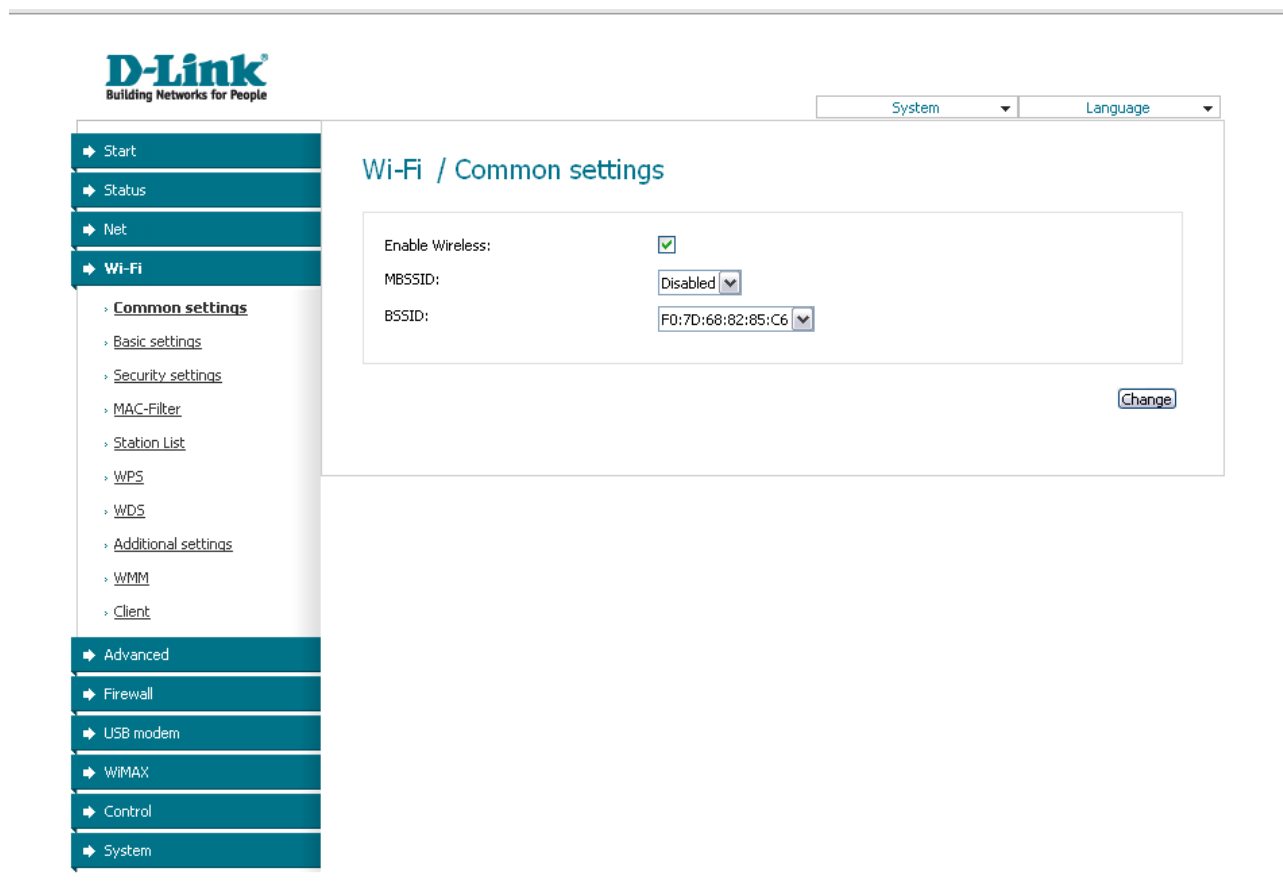 D-Link®
Building Networks for People
System Language
Start
Status
Net
Wi-Fi
Common settings
Basic settings
Security settings
MAC-Filter
Station List
WPS
WDS
Additional settings
WMM
Client
Advanced
Firewall
USB modem
WiMAX
Control
System
Wi-Fi / Common settings
Enable Wireless:
MBSSID: Disabled
BSSID: F0:7D:68:82:85:C6
Change